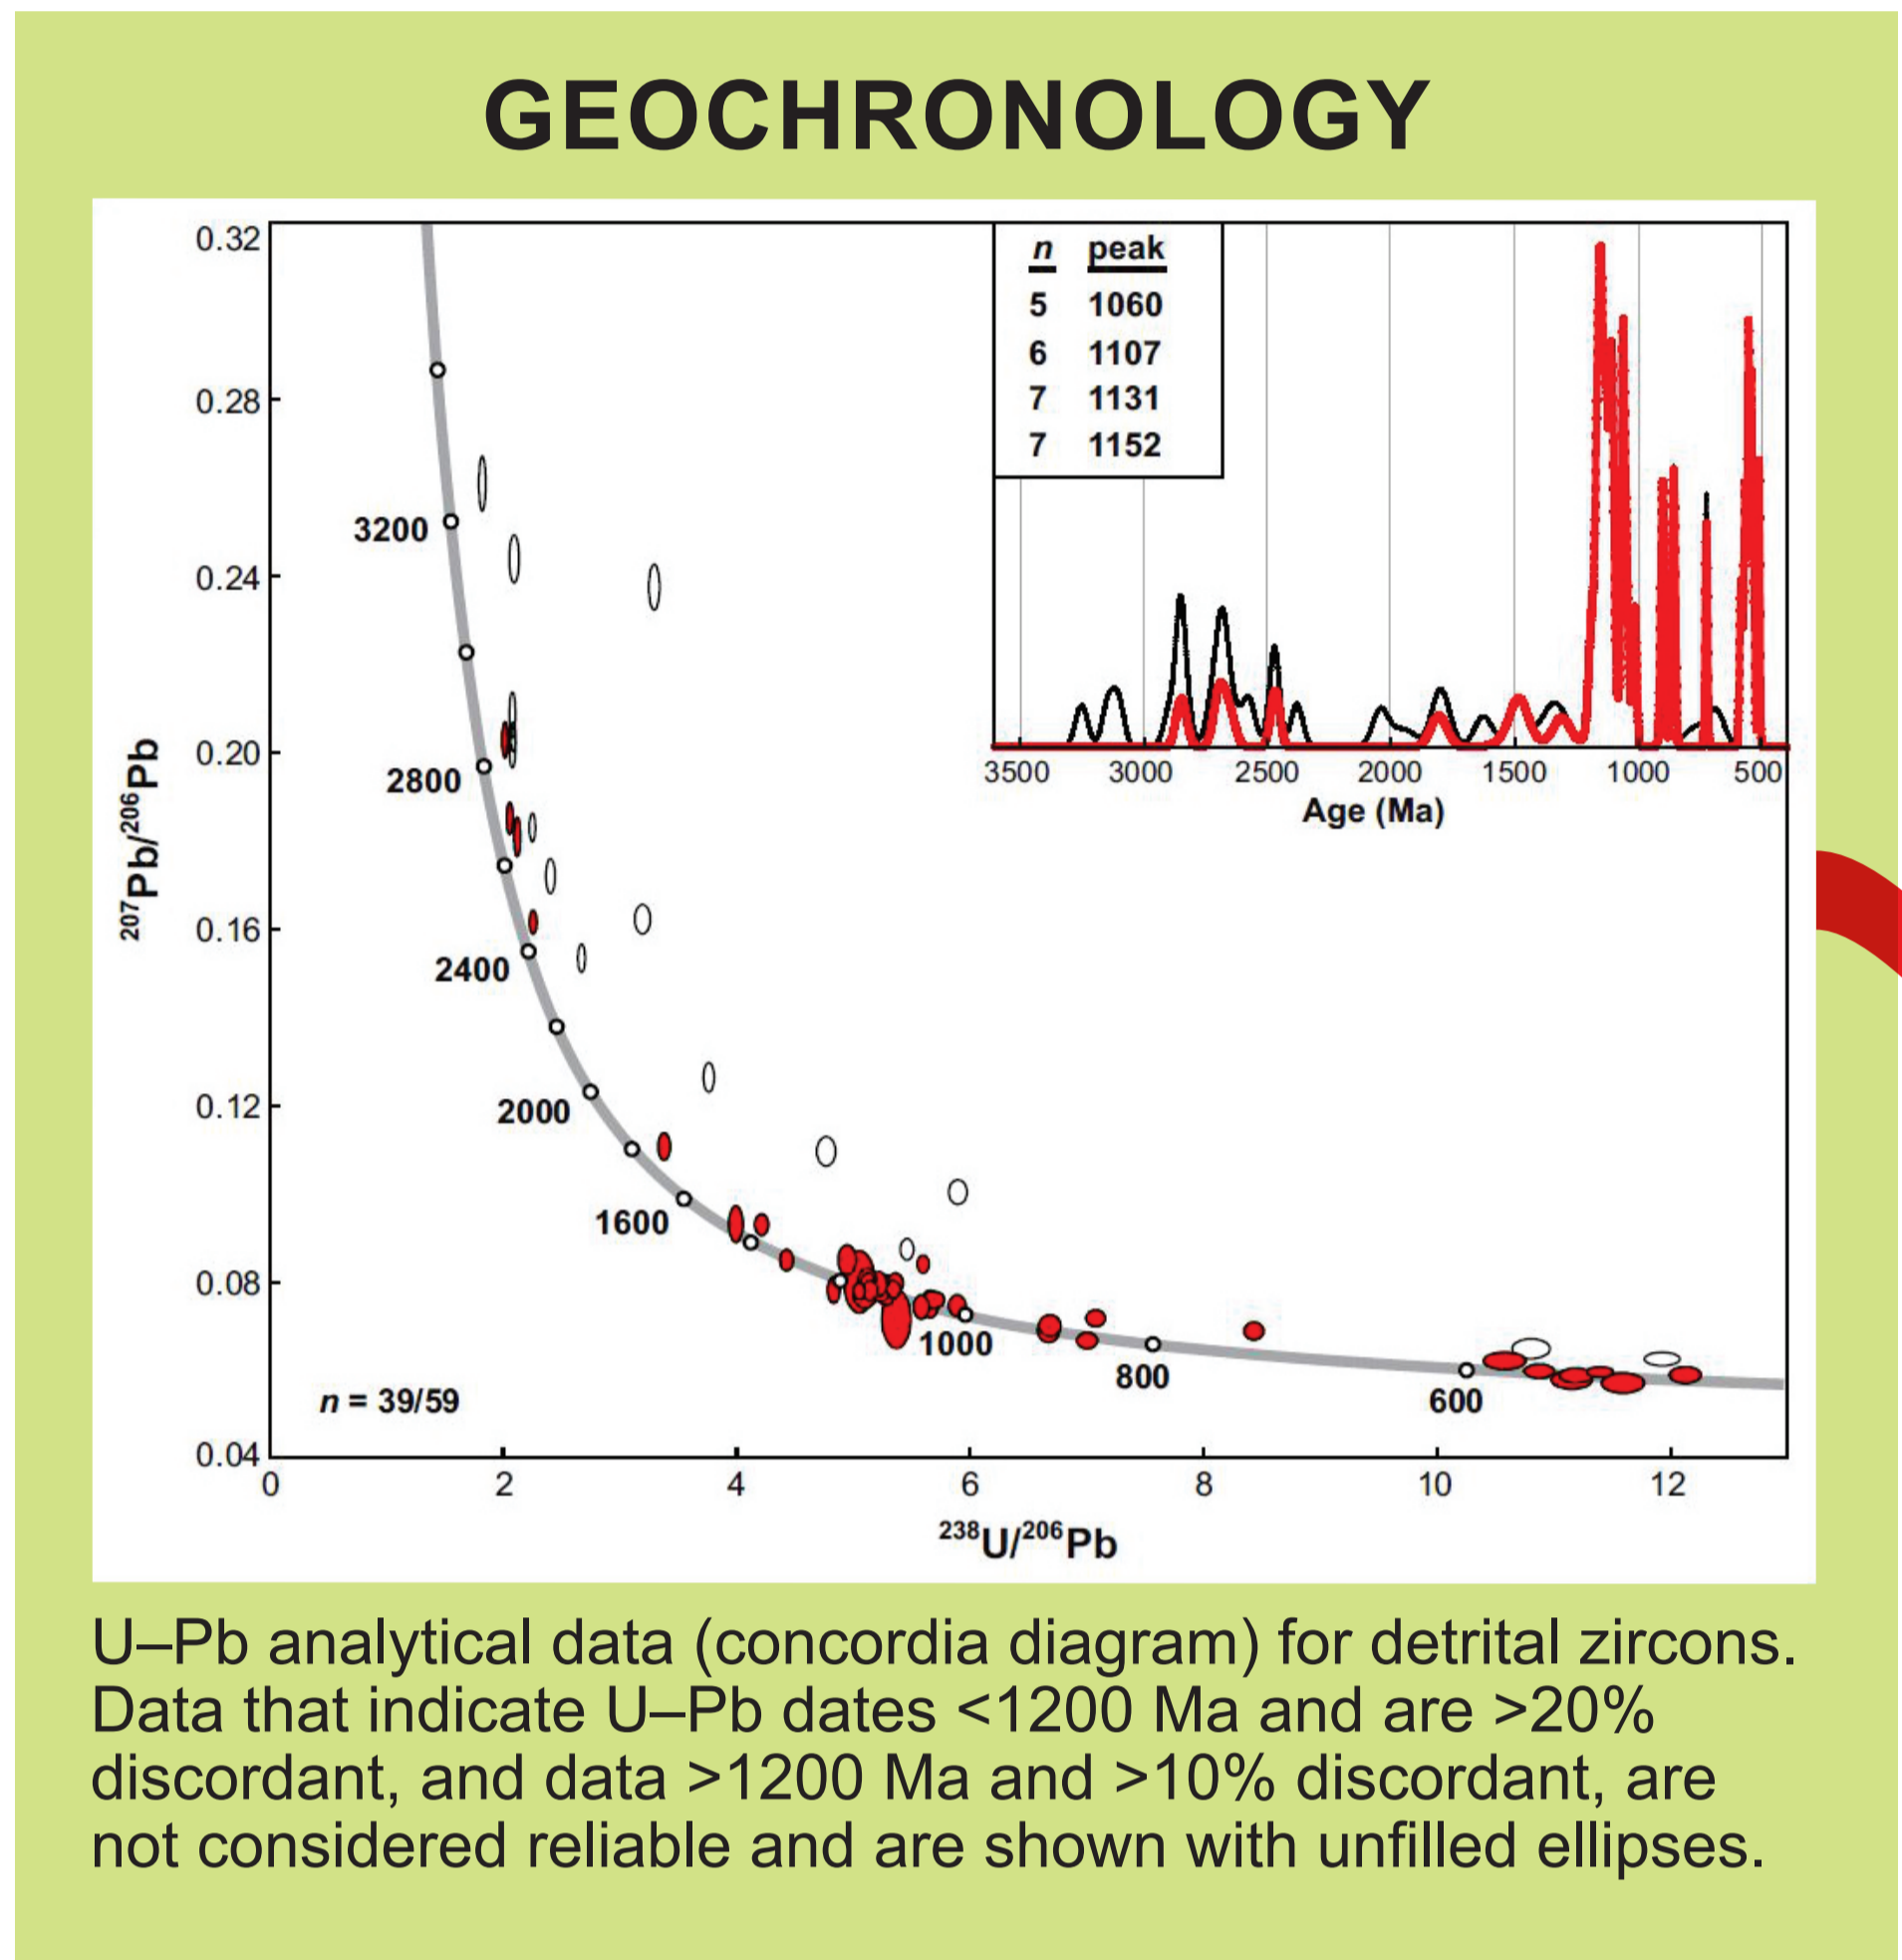 GEOCHRONOLOGY
0.32
0.28
0.24
0.20
0.16
0.12
0.08
0.04
²⁰⁷Pb/²⁰⁶Pb
3200
2800
2400
2000
1600
1000
800
600
n = 39/59
0 2 4 6 8 10 12
²³⁸U/²⁰⁶Pb
n peak
5 1060
6 1107
7 1131
7 1152
3500 3000 2500 2000 1500 1000 500
Age (Ma)
U–Pb analytical data (concordia diagram) for detrital zircons.
Data that indicate U–Pb dates <1200 Ma and are >20%
discordant, and data >1200 Ma and >10% discordant, are
not considered reliable and are shown with unfilled ellipses.